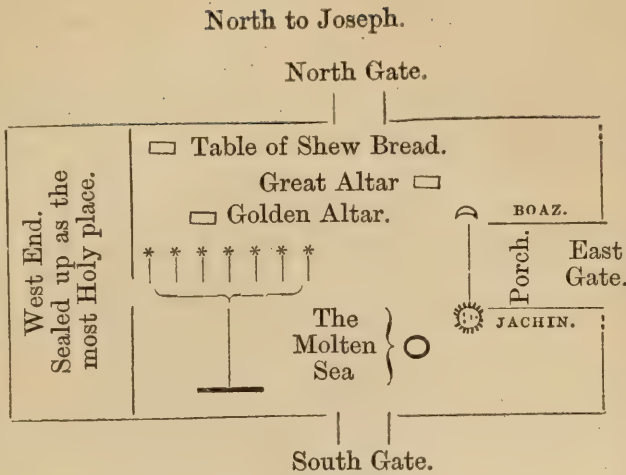 North to Joseph.
North Gate.
West End.
Sealed up as the
most Holy place.
Table of Shew Bread.
Great Altar
Golden Altar.
* * * * * * *
BOAZ.
Porch.
East
Gate.
JACHIN.
The
Molten
Sea
South Gate.